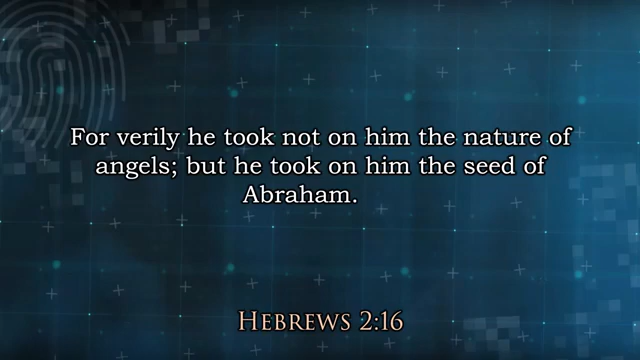 For verily he took not on him the nature of
angels; but he took on him the seed of
Abraham.
Hebrews 2:16